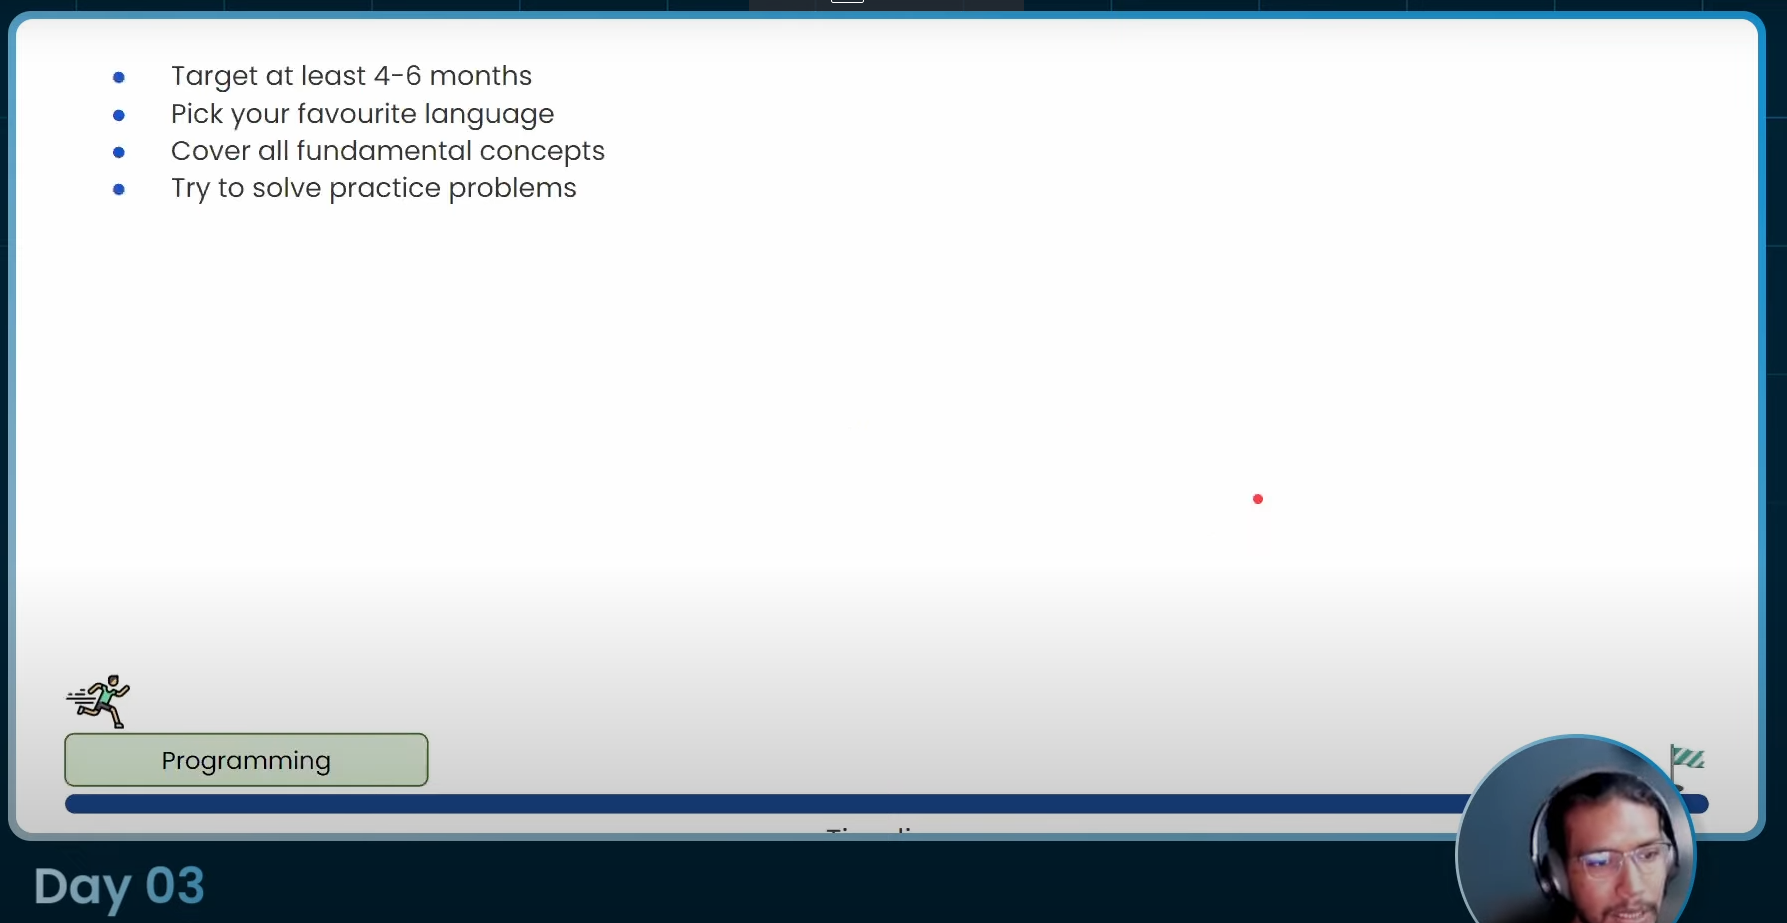 Target at least 4-6 months
Pick your favourite language
Cover all fundamental concepts
Try to solve practice problems
Programming
Day 03